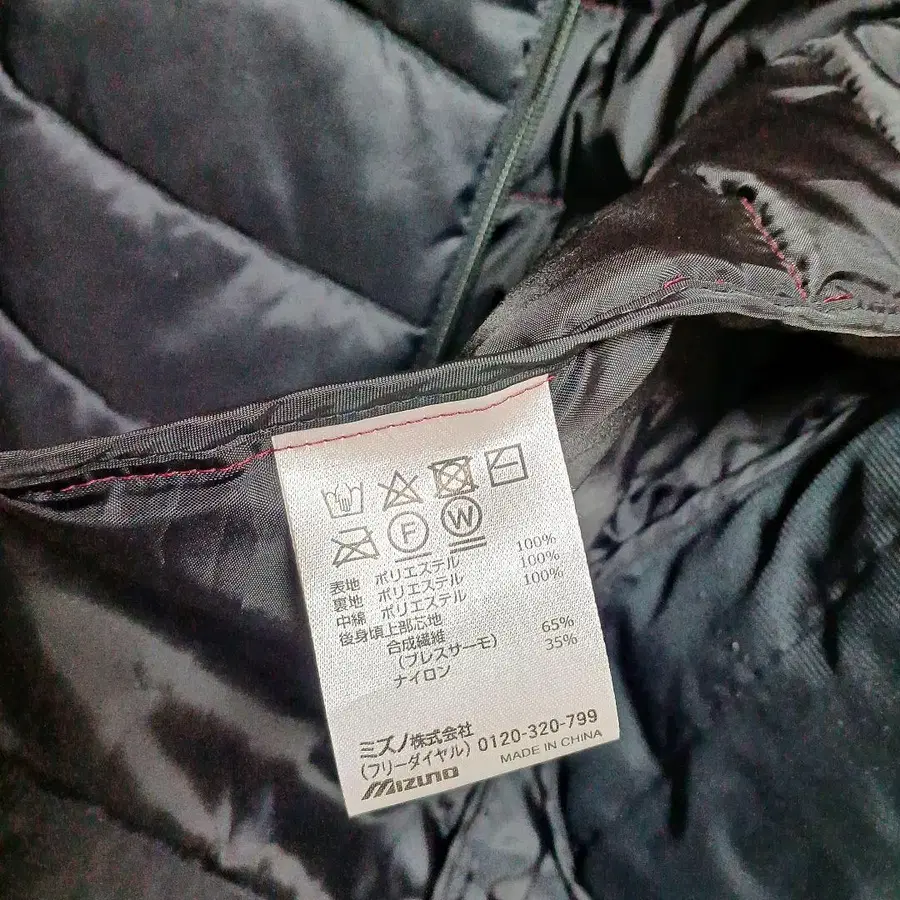 F W
表地 ポリエステル 100%
裏地 ポリエステル 100%
中綿 ポリエステル 100%
後身頃上部芯地
合成繊維 65%
(ブレスサーモ)
ナイロン 35%
ミズノ株式会社
(フリーダイヤル) 0120-320-799
MIZUNO MADE IN CHINA